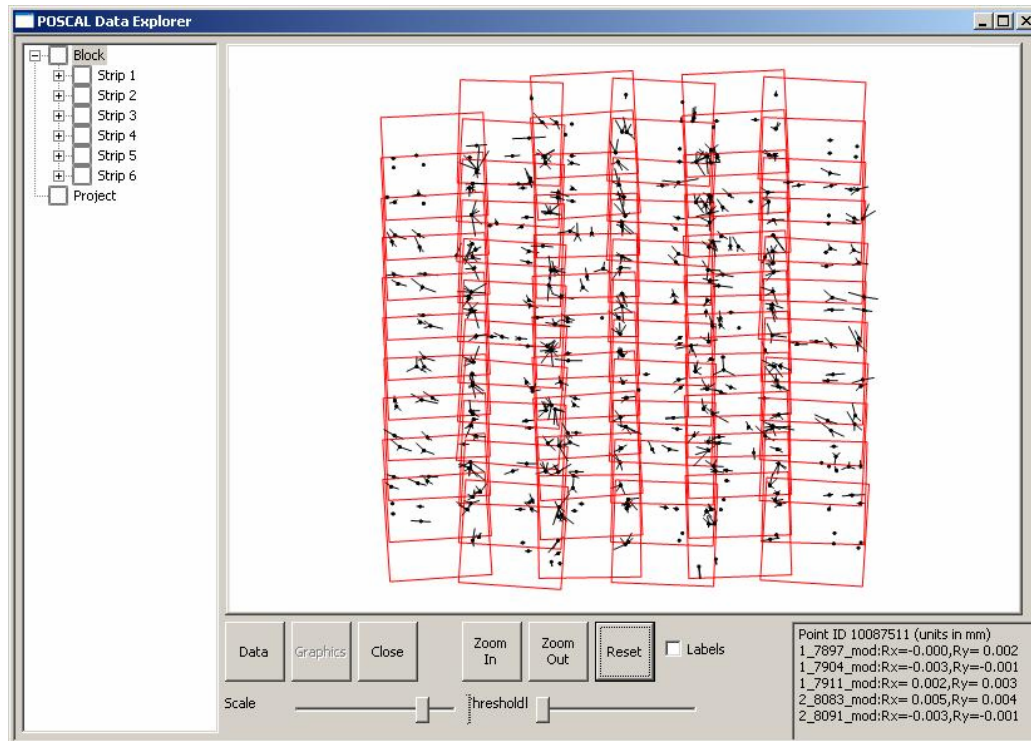 POSCAL Data Explorer
Block
Strip 1
Strip 2
Strip 3
Strip 4
Strip 5
Strip 6
Project
Data
Graphics
Close
Zoom In
Zoom Out
Reset
Labels
Scale
Thresholdl
Point ID 10087511 (units in mm)
1_7897_mod:Rx=-0.000,Ry= 0.002
1_7904_mod:Rx=-0.003,Ry=-0.001
1_7911_mod:Rx= 0.002,Ry= 0.003
2_8083_mod:Rx= 0.005,Ry= 0.004
2_8091_mod:Rx=-0.003,Ry=-0.001